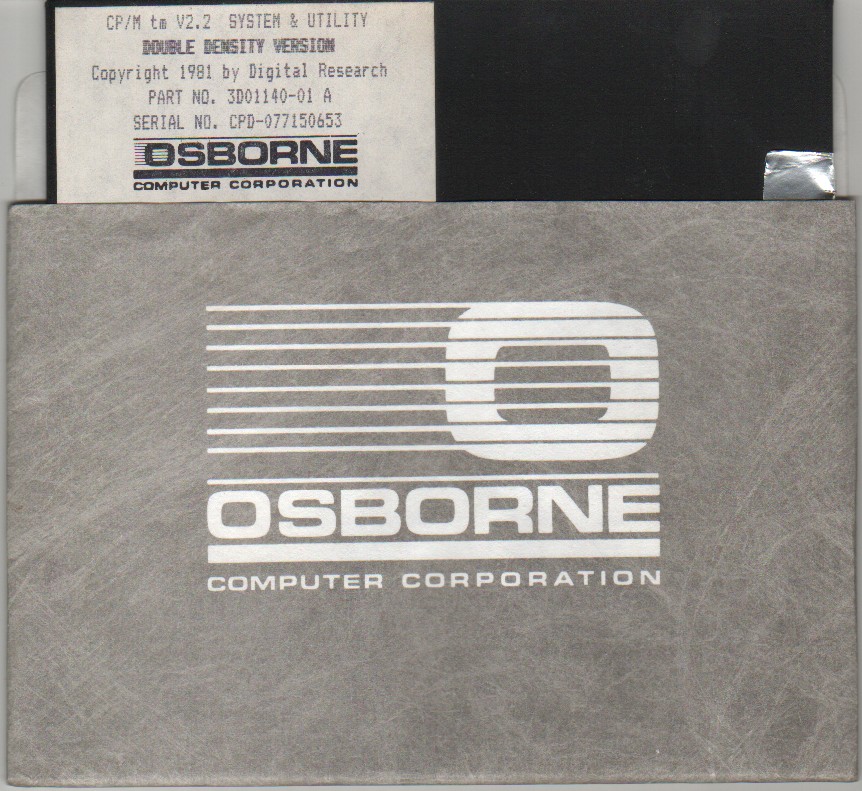 CP/M tm V2.2 SYSTEM & UTILITY
DOUBLE DENSITY VERSION
Copyright 1981 by Digital Research
PART NO. 3D01140-01 A
SERIAL NO. CPD-077150653
OSBORNE
COMPUTER CORPORATION
OSBORNE
COMPUTER CORPORATION